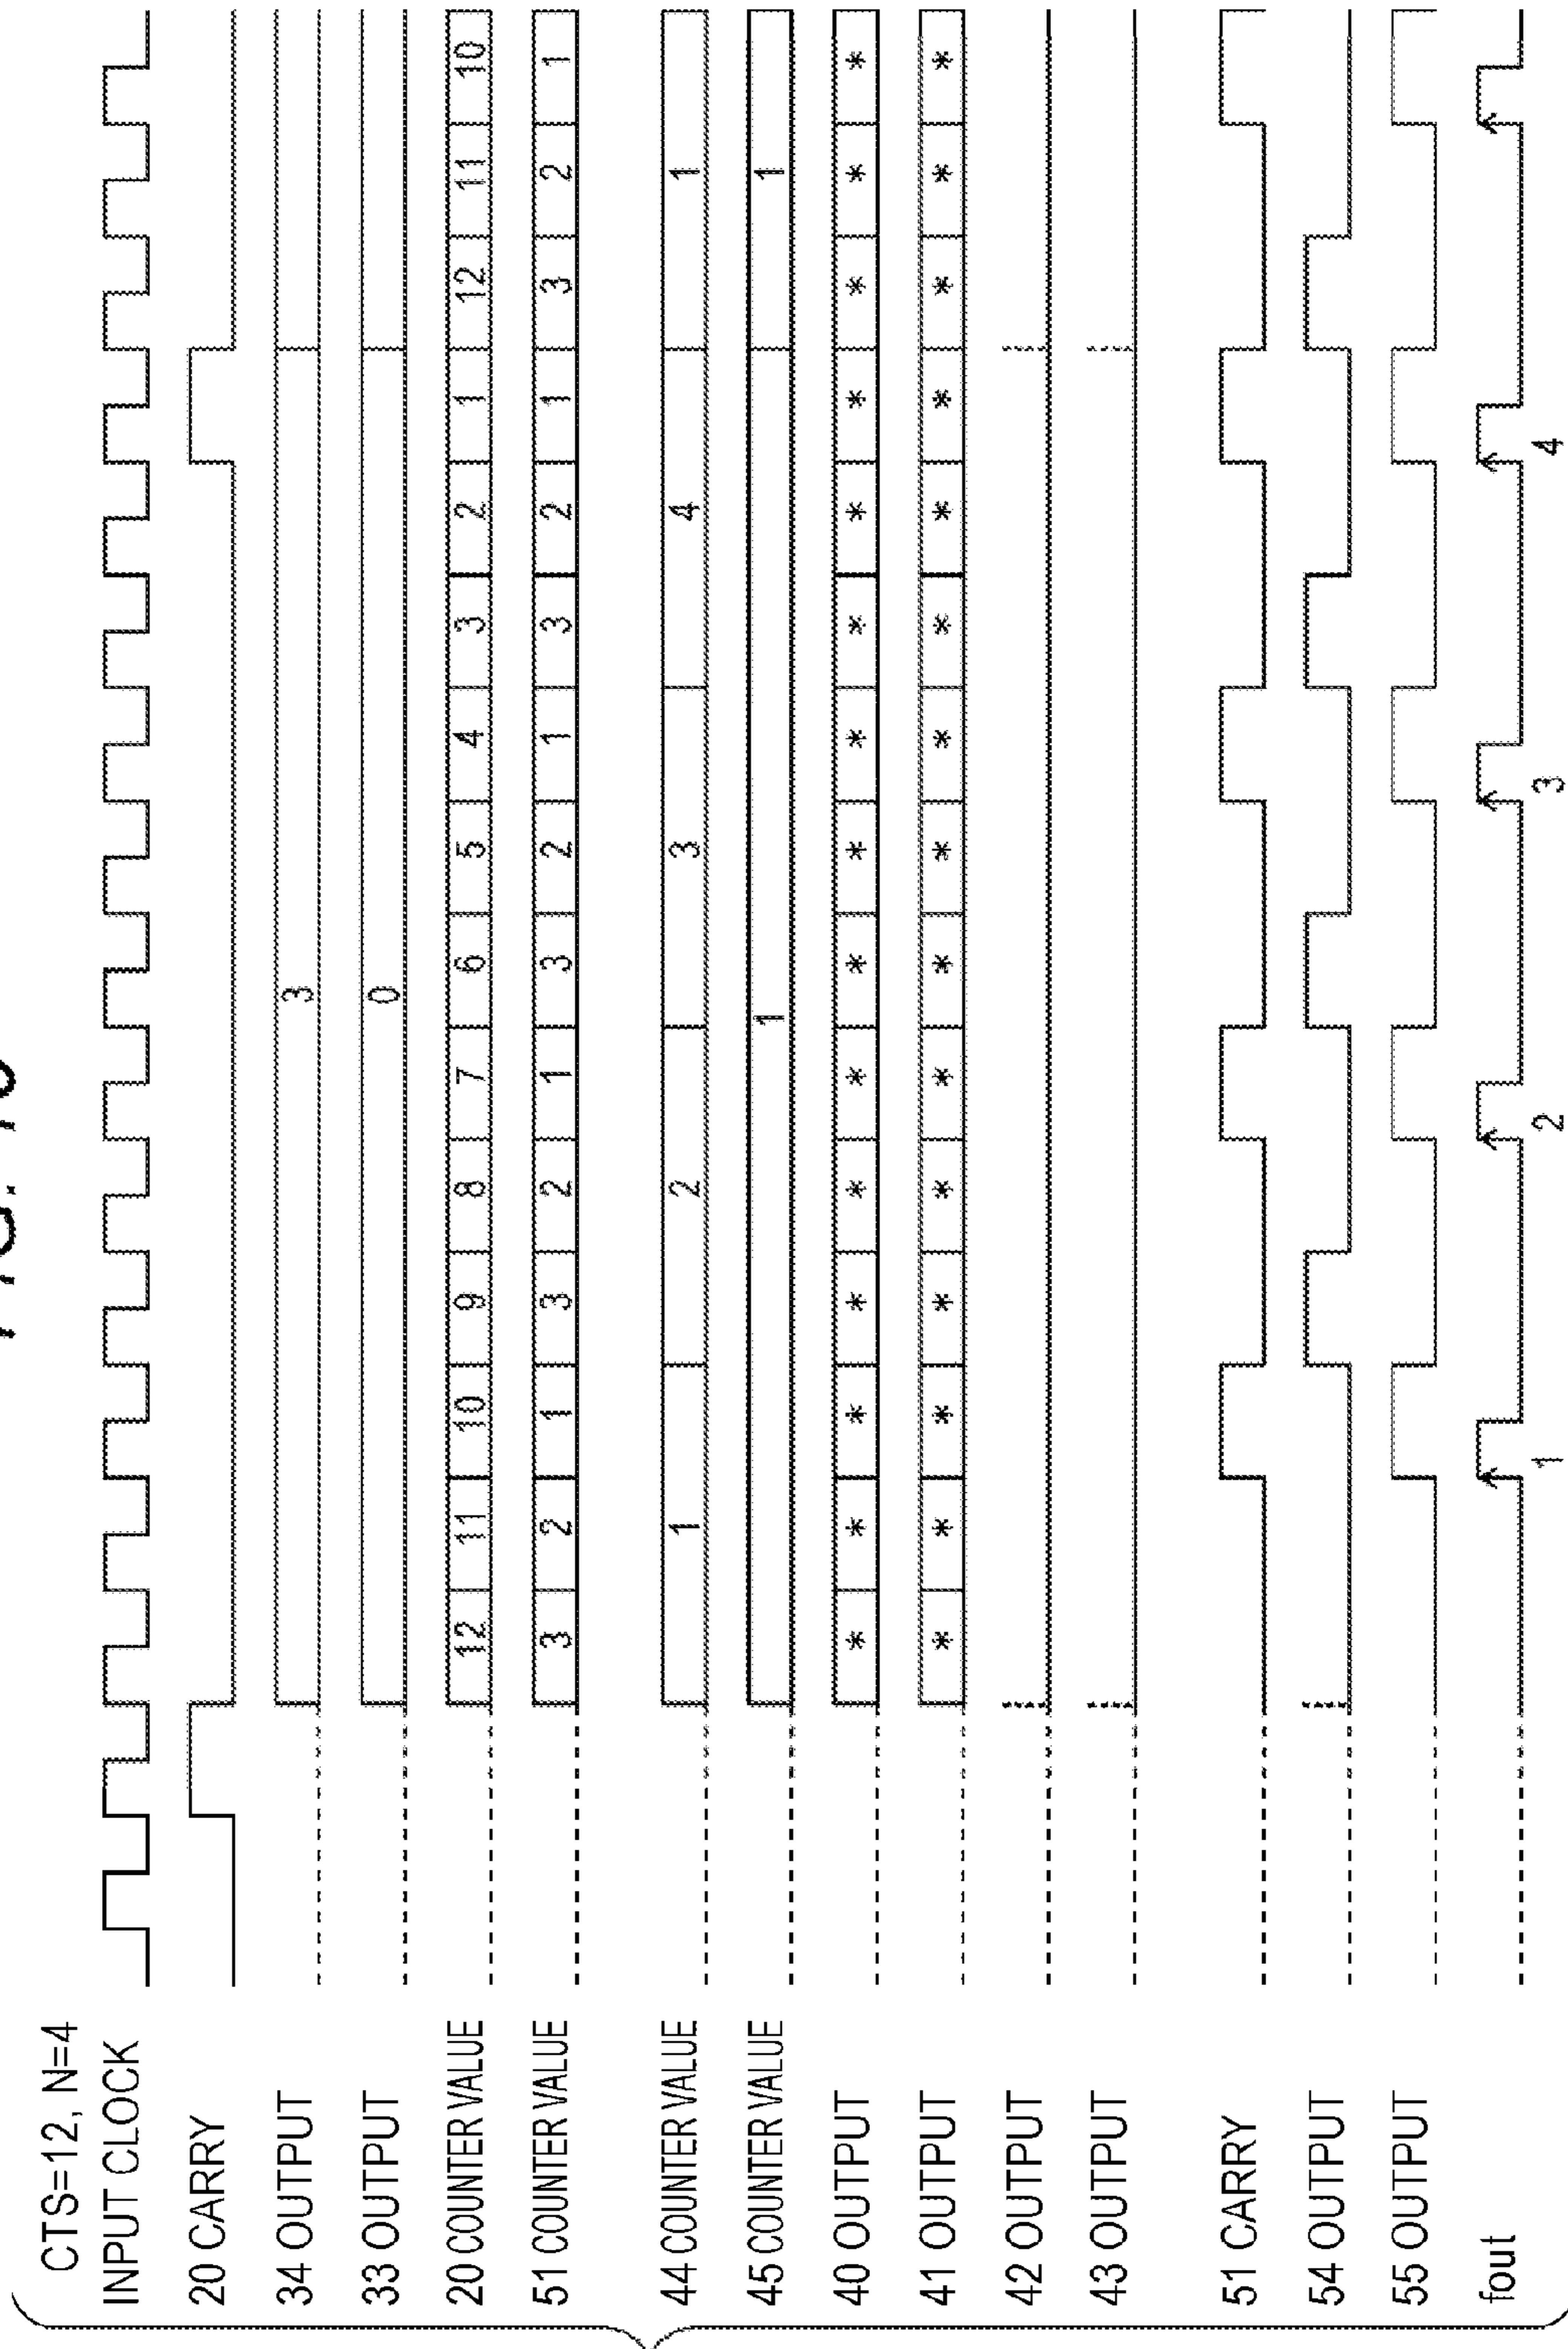 FIG.
CTS=12, N=4
INPUT CLOCK
20 CARRY
34 OUTPUT 3
33 OUTPUT 0
20 COUNTER VALUE 12 11 10 9 8 7 6 5 4 3 2 1 12 11 10
51 COUNTER VALUE 3 2 1 3 2 1 3 2 1 3 2 1 3 2 1
44 COUNTER VALUE 1 2 3 4 1
45 COUNTER VALUE 1 1
40 OUTPUT * * * * * * * * * * * * * * *
41 OUTPUT * * * * * * * * * * * * * * *
42 OUTPUT
43 OUTPUT
51 CARRY
54 OUTPUT
55 OUTPUT
fout
1 2 3 4